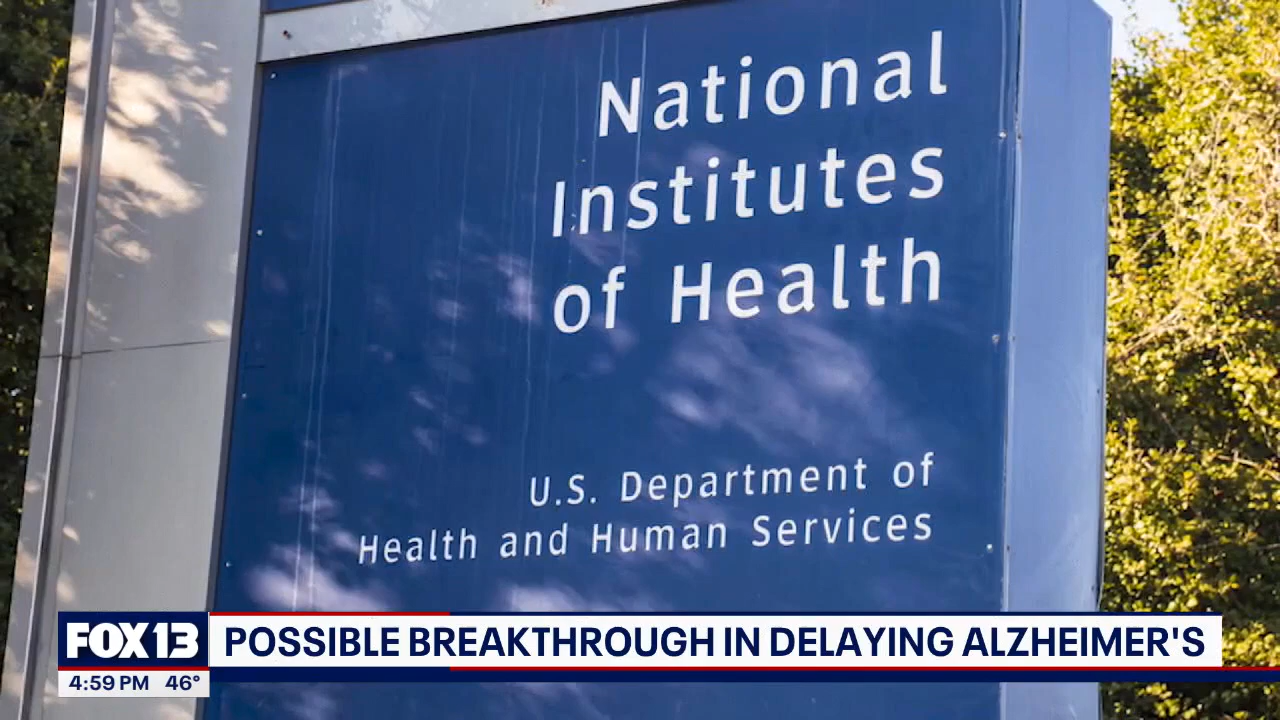 National
Institutes
of Health
U.S. Department of
Health and Human Services
FOX 13
POSSIBLE BREAKTHROUGH IN DELAYING ALZHEIMER'S
4:59 PM 46°